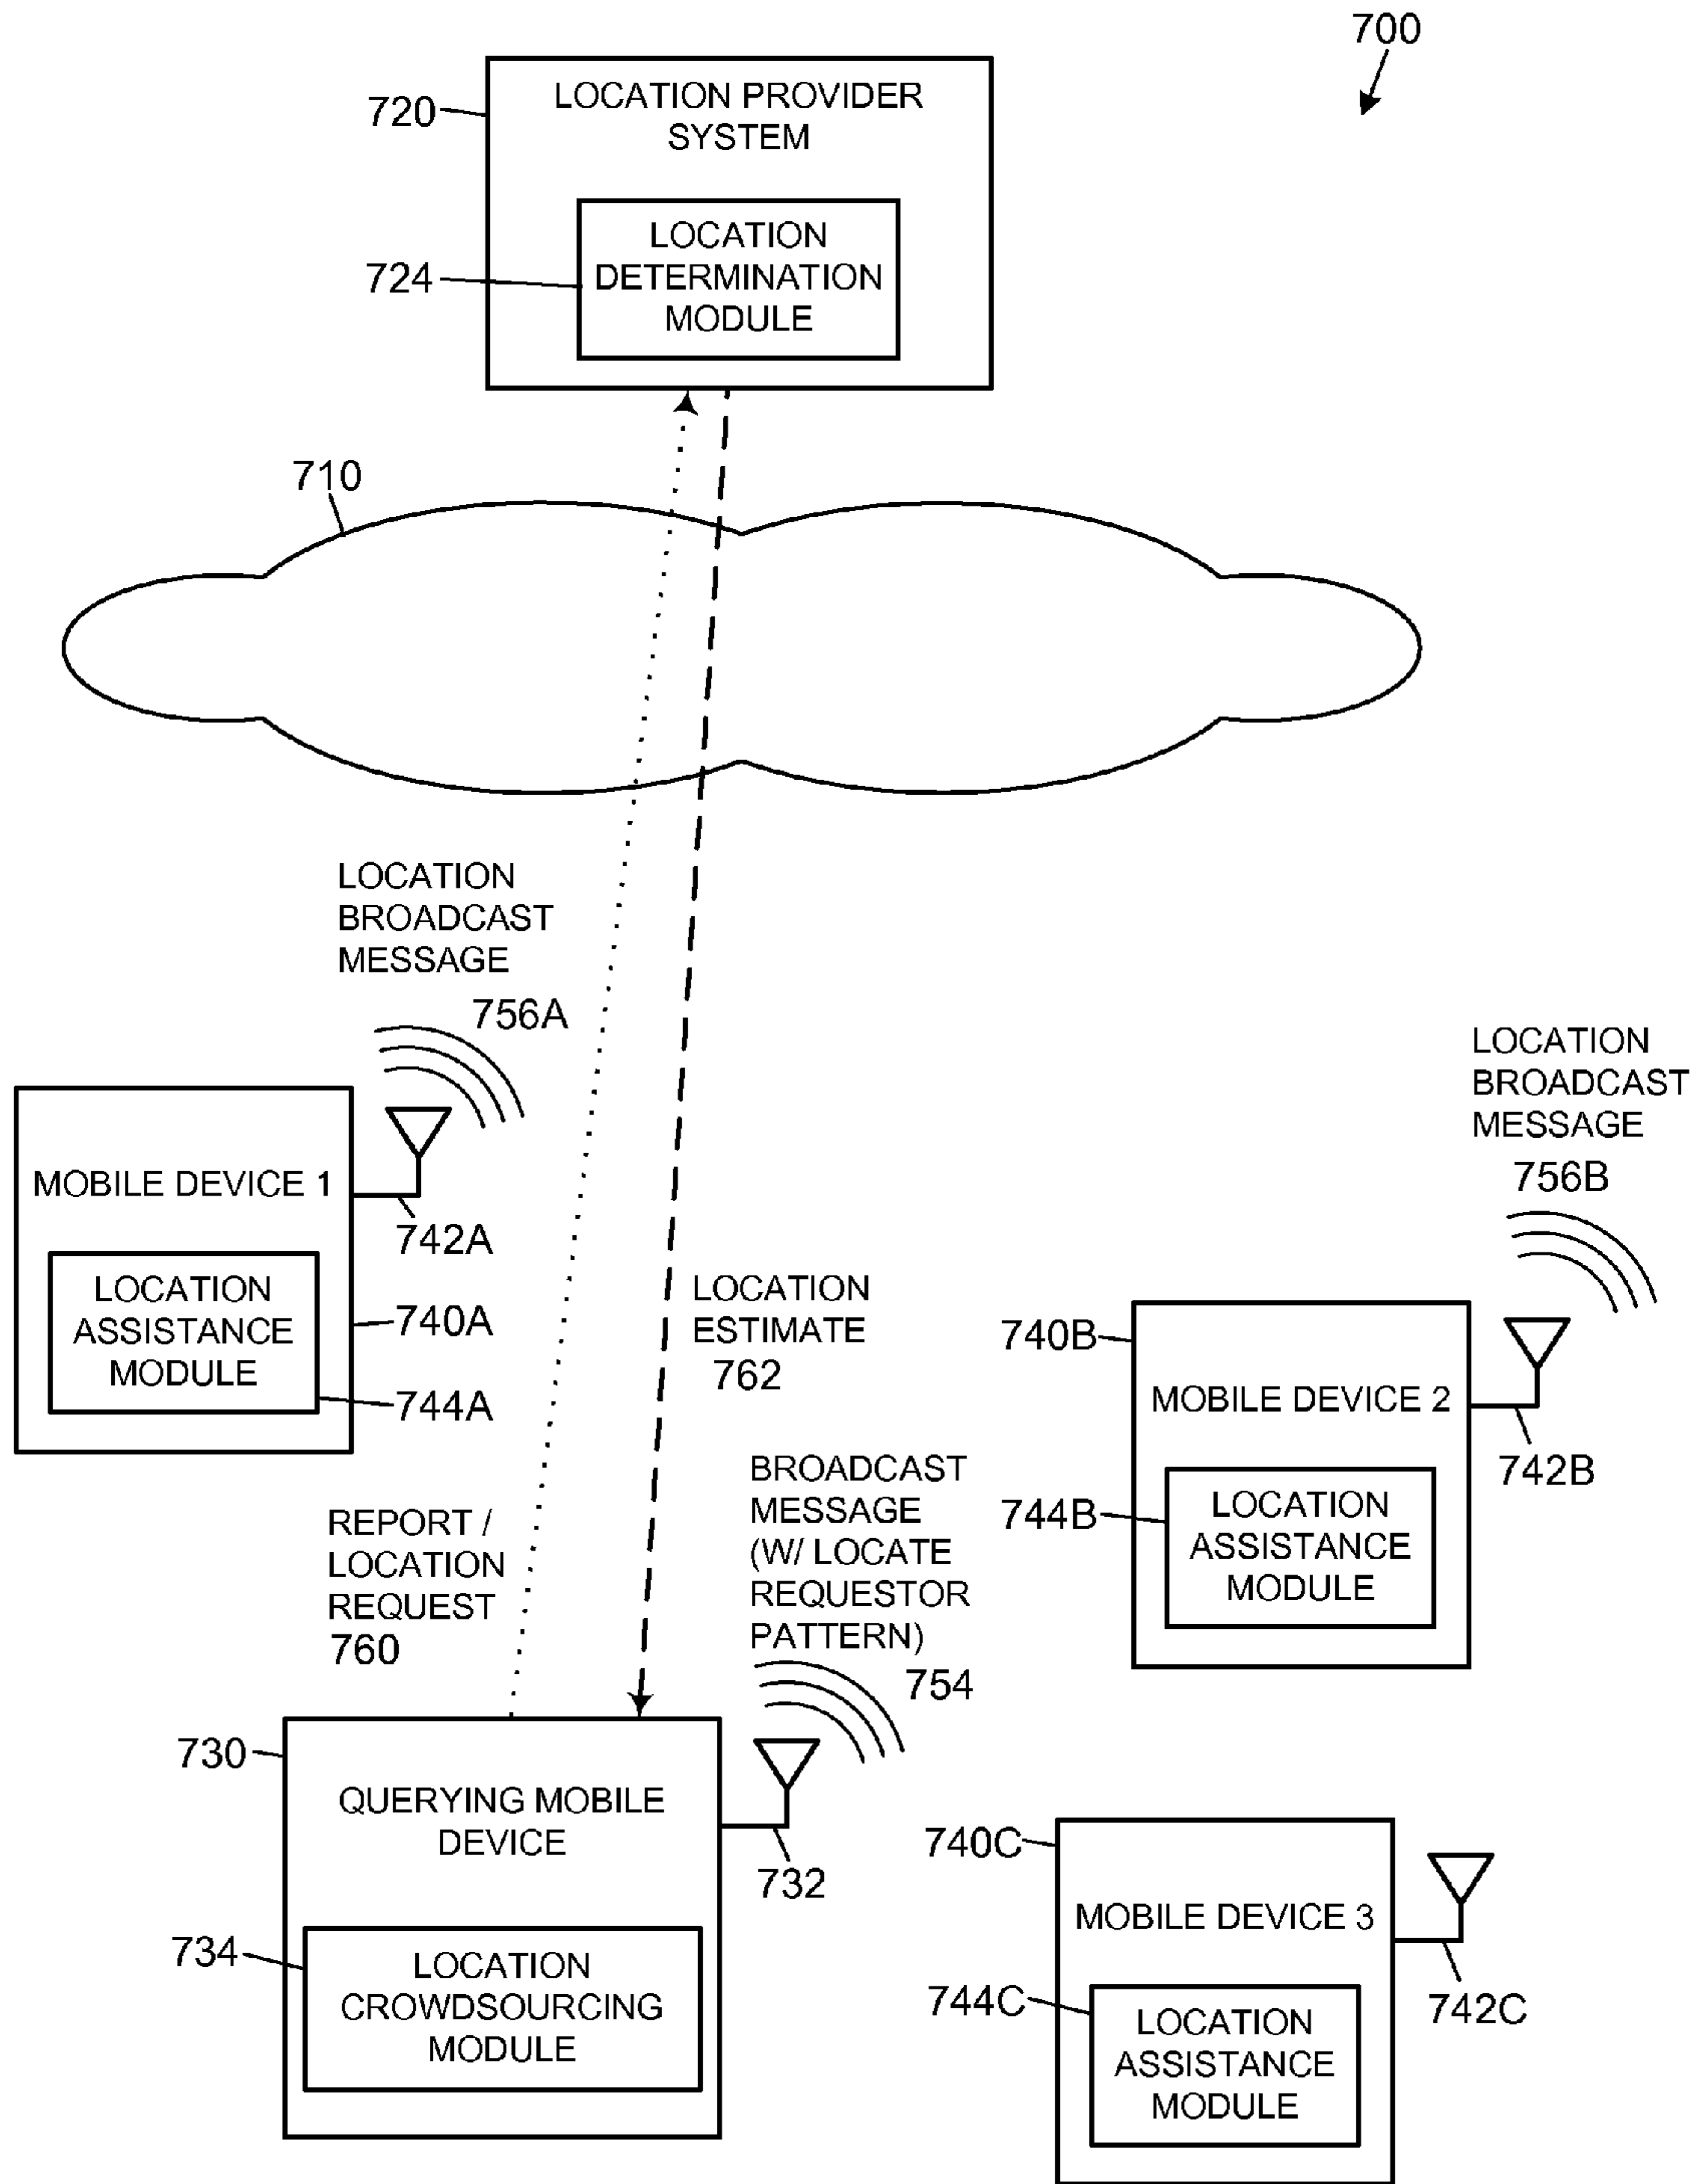 700
LOCATION PROVIDER
SYSTEM
720
LOCATION
DETERMINATION
MODULE
724
710
LOCATION
BROADCAST
MESSAGE
756A
LOCATION
BROADCAST
MESSAGE
756B
MOBILE DEVICE 1
742A
LOCATION
ASSISTANCE
MODULE
740A
744A
LOCATION
ESTIMATE
762
740B
MOBILE DEVICE 2
742B
744B
LOCATION
ASSISTANCE
MODULE
REPORT /
LOCATION
REQUEST
760
BROADCAST
MESSAGE
(W/ LOCATE
REQUESTOR
PATTERN)
754
730
QUERYING MOBILE
DEVICE
732
734
LOCATION
CROWDSOURCING
MODULE
740C
MOBILE DEVICE 3
742C
744C
LOCATION
ASSISTANCE
MODULE